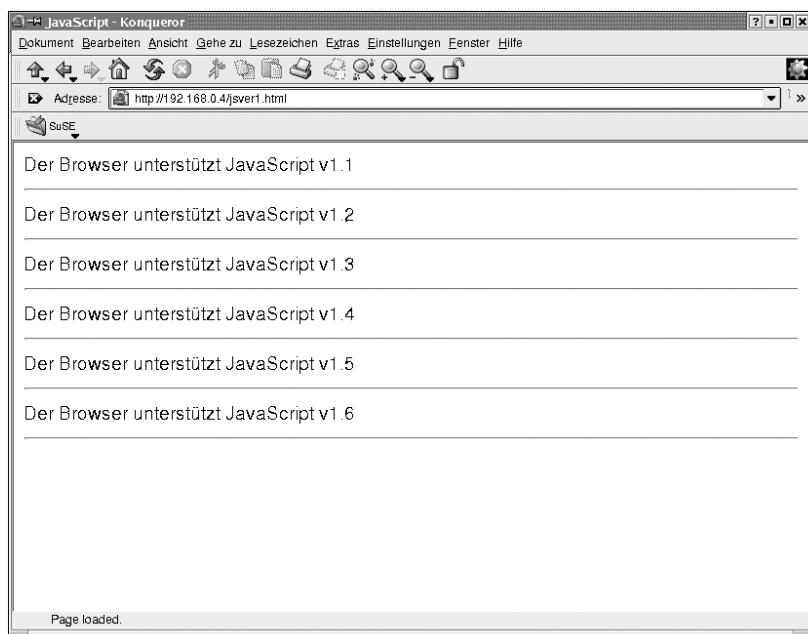 JavaScript - Konqueror
Dokument Bearbeiten Ansicht Gehe zu Lesezeichen Extras Einstellungen Fenster Hilfe
Adresse: http://192.168.0.4/jsver1.html
SuSE
Der Browser unterstützt JavaScript v1.1
Der Browser unterstützt JavaScript v1.2
Der Browser unterstützt JavaScript v1.3
Der Browser unterstützt JavaScript v1.4
Der Browser unterstützt JavaScript v1.5
Der Browser unterstützt JavaScript v1.6
Page loaded.